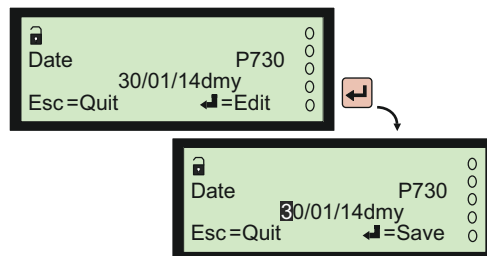 Date P730
30/01/14dmy
Esc=Quit ↵=Edit
↵
Date P730
30/01/14dmy
Esc=Quit ↵=Save